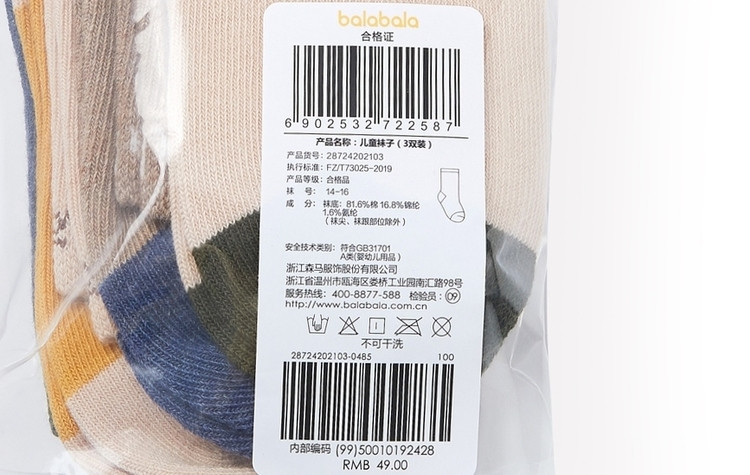 balabala
合格证
6 902532 722587
产品名称：儿童袜子（3双装）
产品货号：28724202103
执行标准：FZ/T73025-2019
产品等级：合格品
袜 号 14-16
成 分： 袜底：81.6%棉 16.8%锦纶
1.6%氨纶
（袜尖、袜跟部位除外）
安全技术类别： 符合GB31701
A类(婴幼儿用品)
浙江森马服饰股份有限公司
浙江省温州市瓯海区娄桥工业园南汇路98号
服务热线：400-8877-588 检验员：09
http://www.balabala.com.cn
不可干洗
28724202103-0485 100
内部编码 (99)50010192428
RMB 49.00